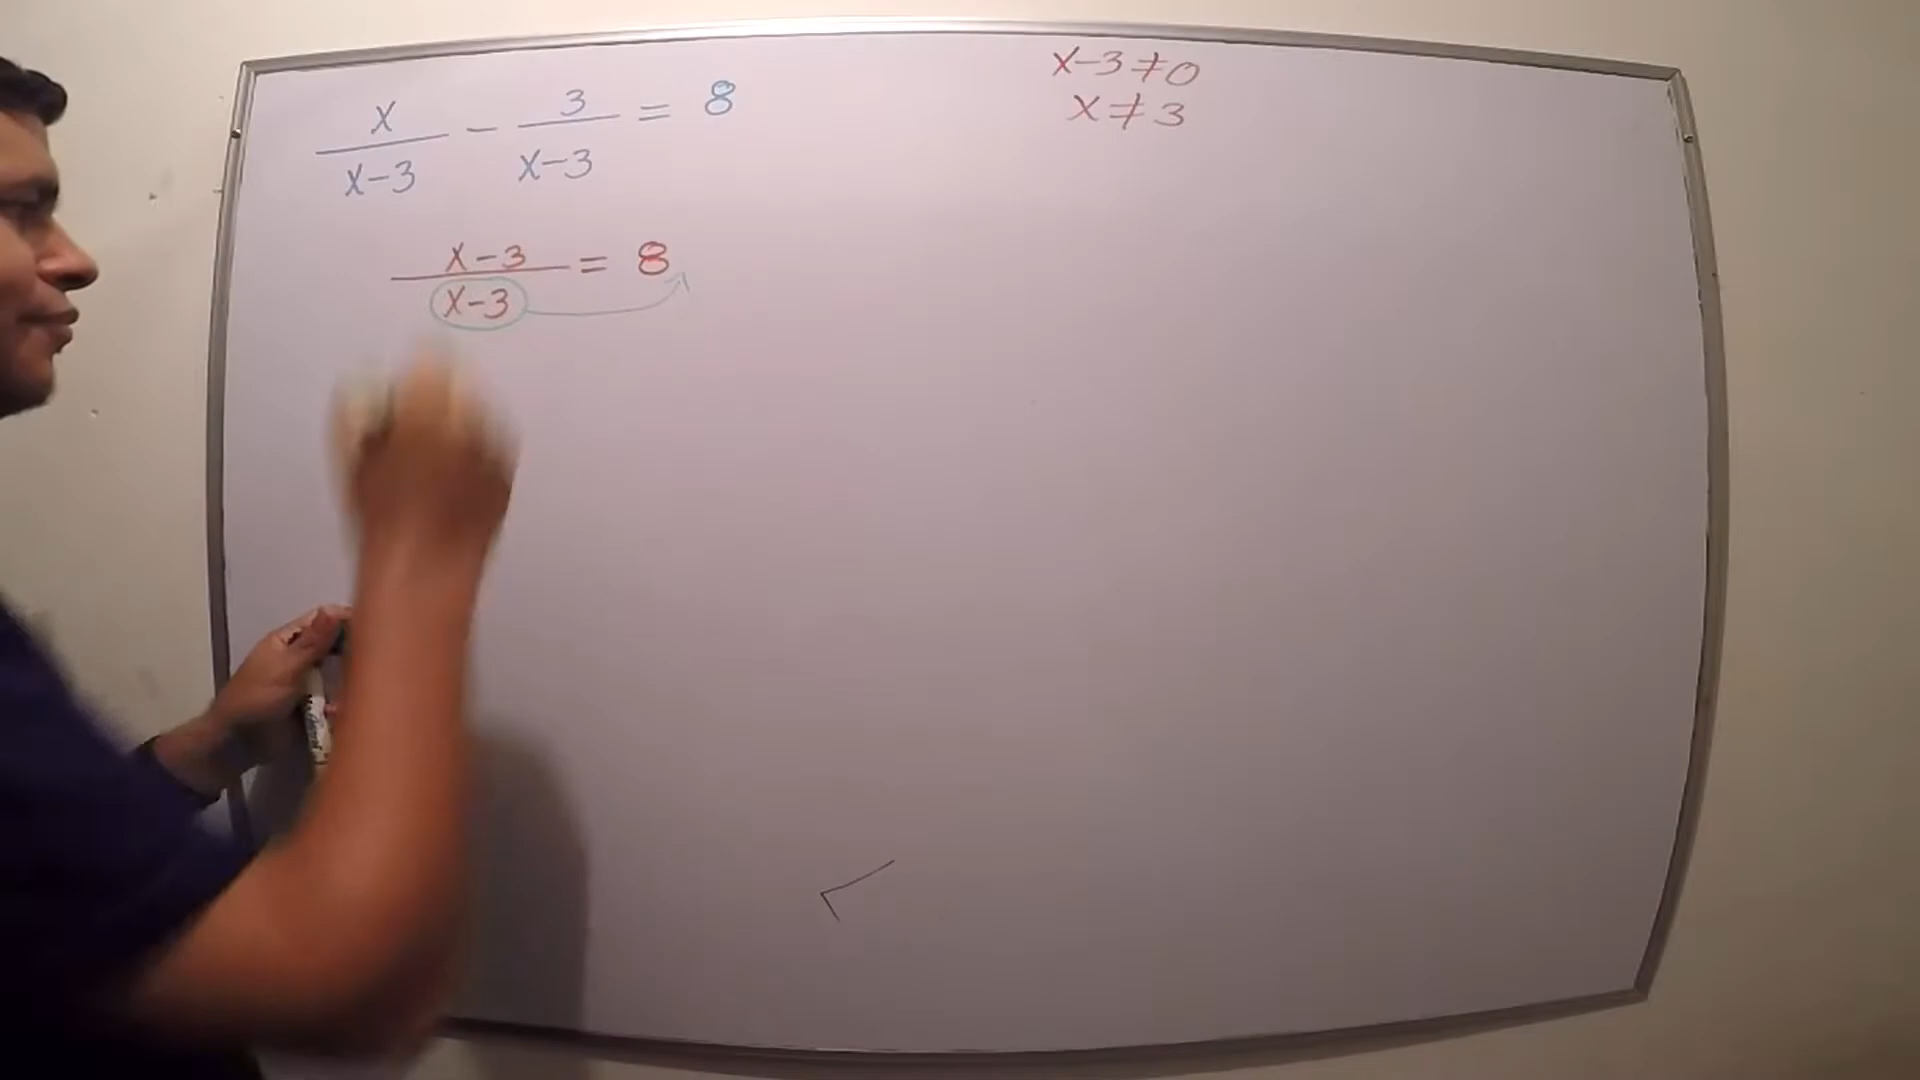 x/(x-3) - 3/(x-3) = 8
(x-3)/(x-3) = 8
x-3≠0
x≠3